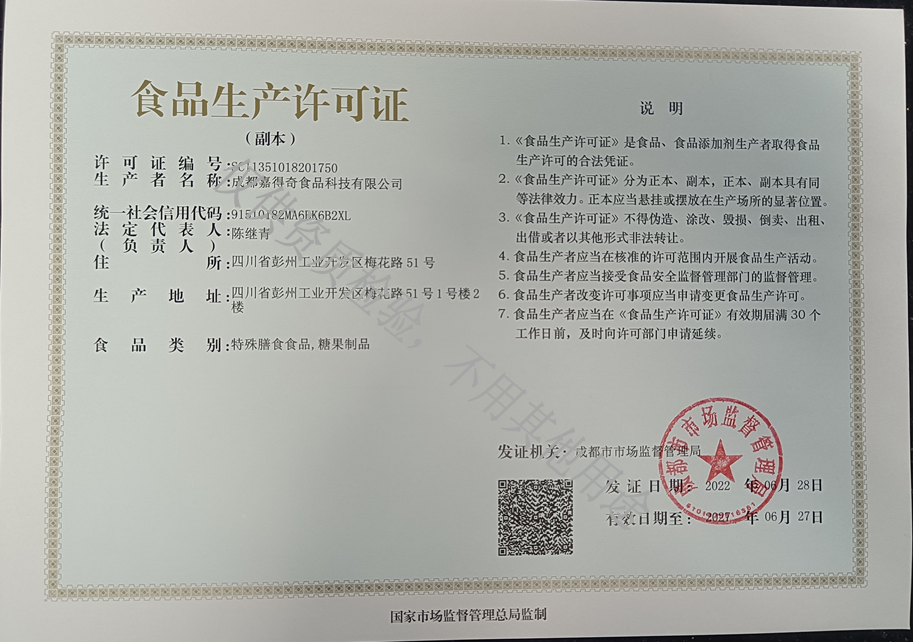 食品生产许可证
（副本）
许可证编号：SC11351018201750
生产者名称：成都嘉得奇食品科技有限公司
统一社会信用代码：91510182MA6EK6B2XL
法定代表人：陈继青
（负责人）
住所：四川省彭州工业开发区梅花路51号
生产地址：四川省彭州工业开发区梅花路51号1号楼2
楼
食品类别：特殊膳食食品,糖果制品
说明
1.《食品生产许可证》是食品、食品添加剂生产者取得食品
生产许可的合法凭证。
2.《食品生产许可证》分为正本、副本，正本、副本具有同
等法律效力。正本应当悬挂或摆放在生产场所的显著位置。
3.《食品生产许可证》不得伪造、涂改、毁损、倒卖、出租、
出借或者以其他形式非法转让。
4. 食品生产者应当在核准的许可范围内开展食品生产活动。
5. 食品生产者应当接受食品安全监督管理部门的监督管理。
6. 食品生产者改变许可事项应当申请变更食品生产许可。
7. 食品生产者应当在《食品生产许可证》有效期届满 30 个
工作日前，及时向许可部门申请延续。
发证机关：成都市市场监督管理局
发证日期：2022 年 06 月 28 日
有效日期至：2027 年 06 月 27 日
成都市市场监督管理局
国家市场监督管理总局监制
仅供资质检验，不用其他用途